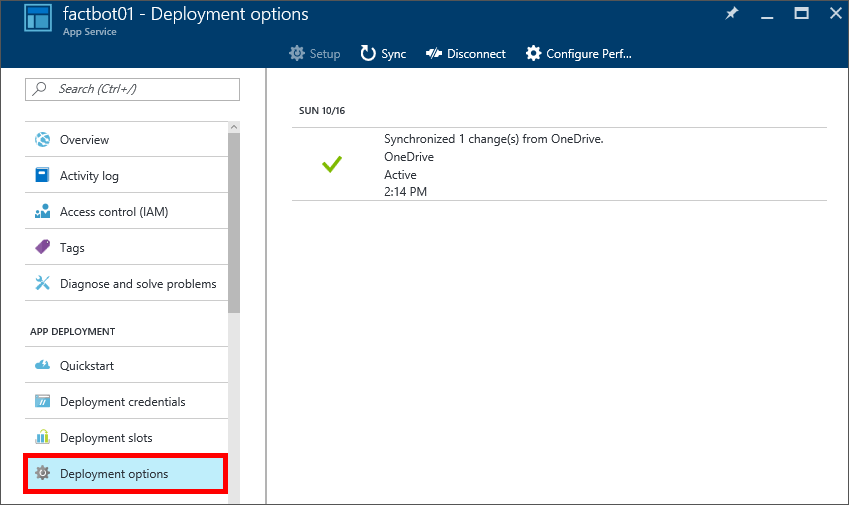 factbot01 - Deployment options
App Service
Setup
Sync
Disconnect
Configure Perf...
Search (Ctrl+/)
Overview
Activity log
Access control (IAM)
Tags
Diagnose and solve problems
APP DEPLOYMENT
Quickstart
Deployment credentials
Deployment slots
Deployment options
SUN 10/16
Synchronized 1 change(s) from OneDrive.
OneDrive
Active
2:14 PM